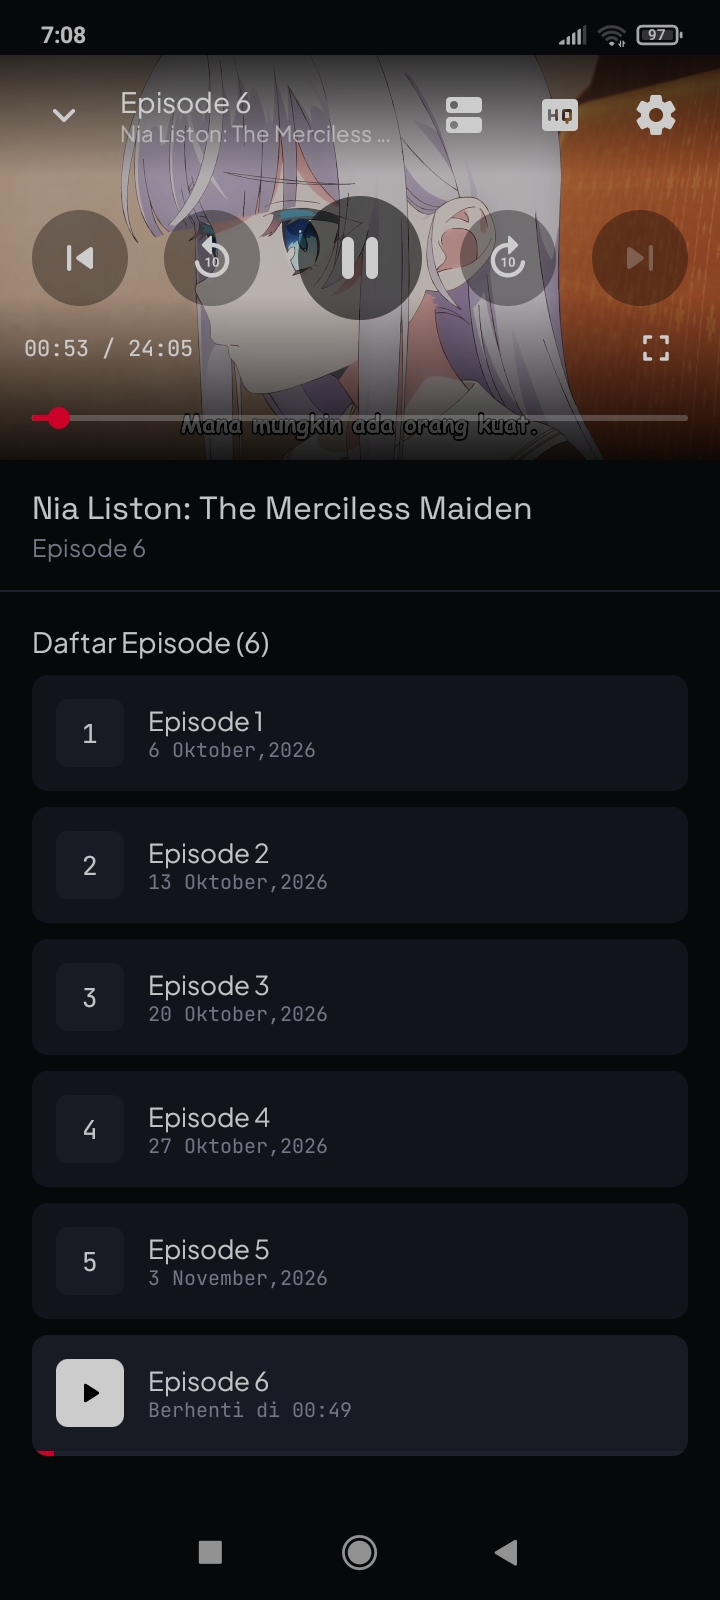 7:08
97
Episode 6
Nia Liston: The Merciless ...
HQ
10
10
00:53 / 24:05
Mana mungkin ada orang kuat.
Nia Liston: The Merciless Maiden
Episode 6
Daftar Episode (6)
1
Episode 1
6 Oktober,2026
2
Episode 2
13 Oktober,2026
3
Episode 3
20 Oktober,2026
4
Episode 4
27 Oktober,2026
5
Episode 5
3 November,2026
Episode 6
Berhenti di 00:49